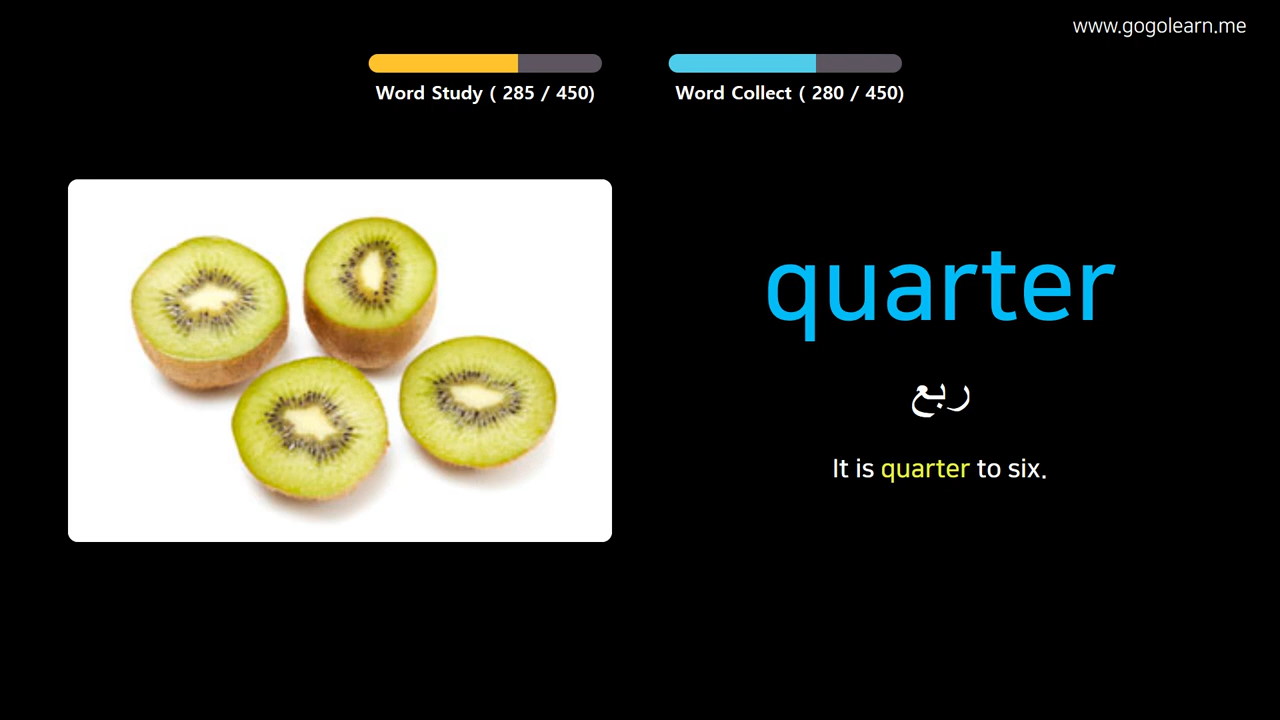 www.gogolearn.me
Word Study ( 285 / 450)
Word Collect ( 280 / 450)
quarter
ربع
It is quarter to six.